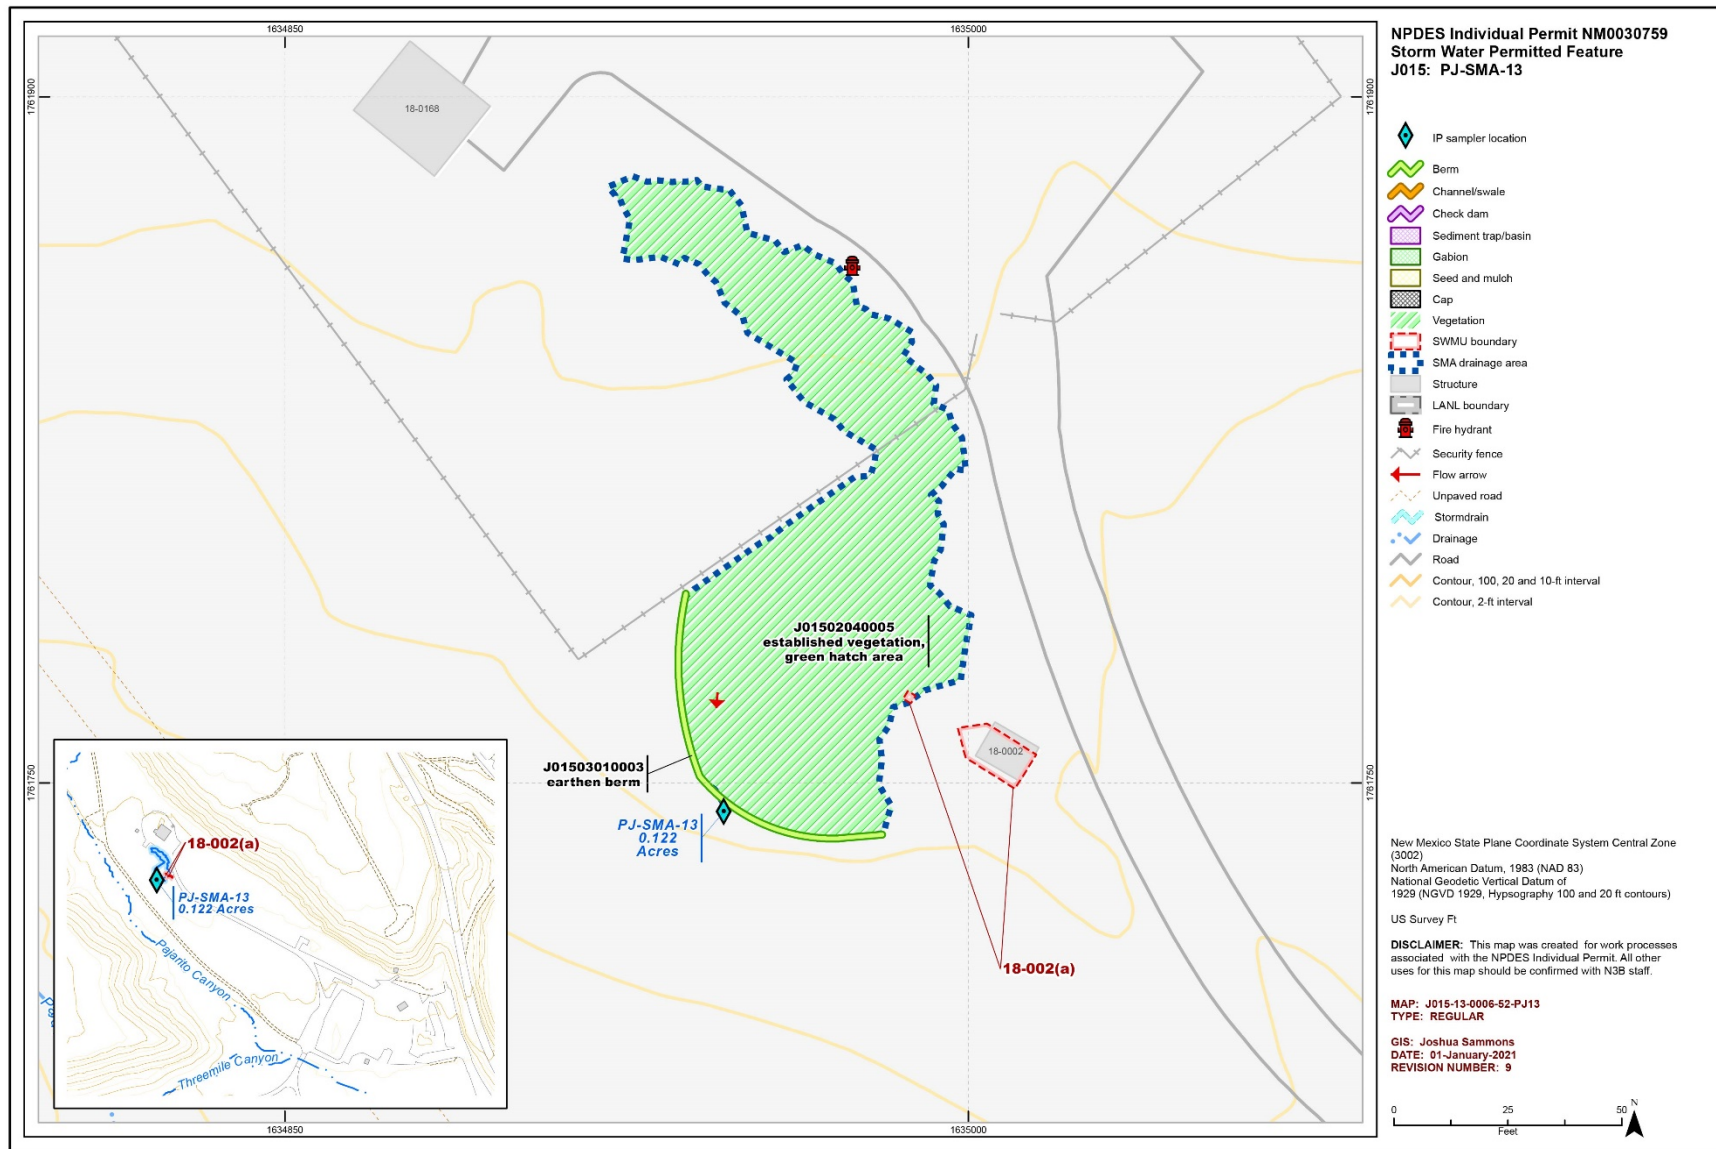 1634850
1635000
1761900
1761900
NPDES Individual Permit NM0030759
Storm Water Permitted Feature
J015: PJ-SMA-13
18-0168
IP sampler location
Berm
Channel/swale
Check dam
Sediment trap/basin
Gabion
Seed and mulch
Cap
Vegetation
SWMU boundary
SMA drainage area
Structure
LANL boundary
Fire hydrant
Security fence
Flow arrow
Unpaved road
Stormdrain
Drainage
Road
Contour, 100, 20 and 10-ft interval
Contour, 2-ft interval
J01502040005
established vegetation,
green hatch area
18-0002
J01503010003
earthen berm
1761750
1761750
PJ-SMA-13
0.122
Acres
18-002(a)
18-002(a)
PJ-SMA-13
0.122 Acres
Pajarito Canyon
Threemile Canyon
New Mexico State Plane Coordinate System Central Zone
(3002)
North American Datum, 1983 (NAD 83)
National Geodetic Vertical Datum of
1929 (NGVD 1929, Hypsography 100 and 20 ft contours)
US Survey Ft
DISCLAIMER: This map was created for work processes
associated with the NPDES Individual Permit. All other
uses for this map should be confirmed with N3B staff.
MAP: J015-13-0006-52-PJ13
TYPE: REGULAR
GIS: Joshua Sammons
DATE: 01-January-2021
REVISION NUMBER: 9
0 25 50
Feet
N
1634850
1635000